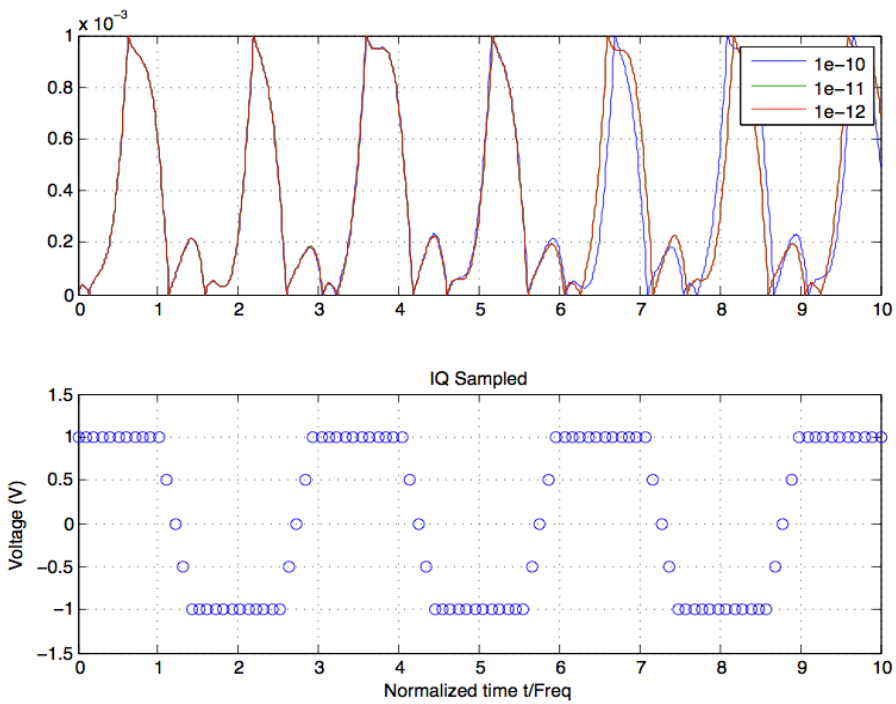 x 10−3
1
0.8
0.6
0.4
0.2
0
0 1 2 3 4 5 6 7 8 9 10
1e−10
1e−11
1e−12
IQ Sampled
1.5
1
0.5
0
−0.5
−1
−1.5
Voltage (V)
0 1 2 3 4 5 6 7 8 9 10
Normalized time t/Freq